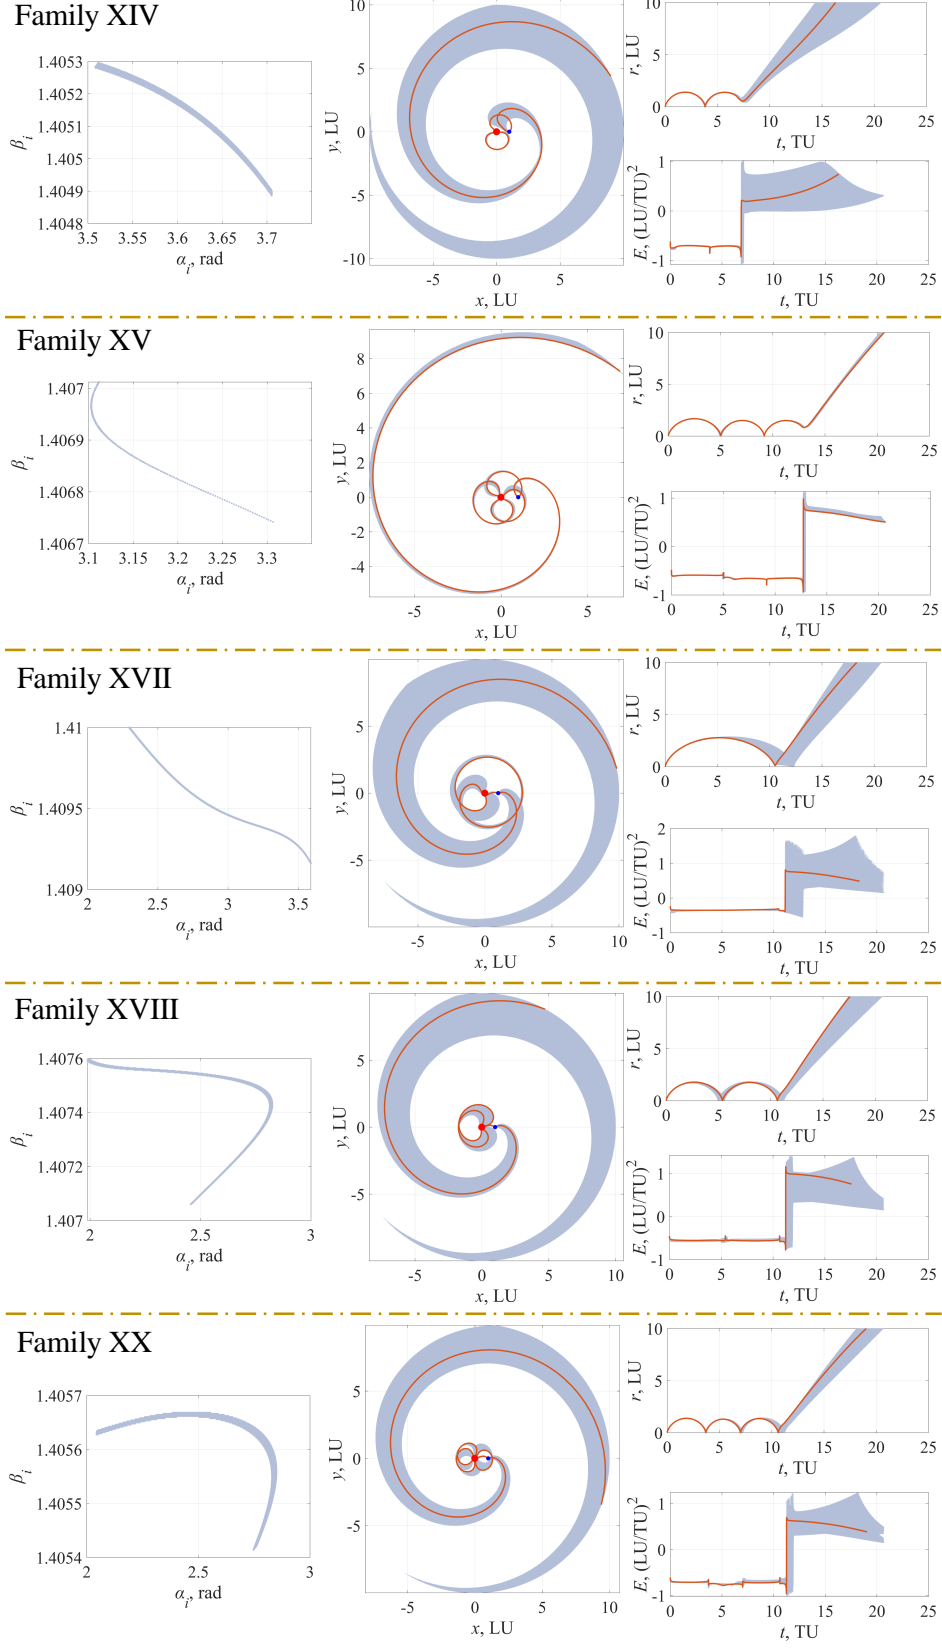 Family XIV
1.4053
1.4052
1.4051
1.405
1.4049
1.4048
β_i
3.5 3.55 3.6 3.65 3.7
α_i, rad
y, LU
5
0
-5
-10
-5 0 5
x, LU
r, LU
10
5
0
0 5 10 15 20 25
t, TU
E, (LU/TU)^2
1
0
-1
0 5 10 15 20 25
t, TU
Family XV
1.407
1.4069
1.4068
1.4067
β_i
3.1 3.15 3.2 3.25 3.3
α_i, rad
y, LU
8
6
4
2
0
-2
-4
-5 0 5
x, LU
r, LU
10
5
0
0 5 10 15 20 25
t, TU
E, (LU/TU)^2
1
0
-1
0 5 10 15 20 25
t, TU
Family XVII
1.41
1.4095
1.409
β_i
2 2.5 3 3.5
α_i, rad
y, LU
5
0
-5
-5 0 5 10
x, LU
r, LU
10
5
0
0 5 10 15 20 25
t, TU
E, (LU/TU)^2
2
1
0
-1
0 5 10 15 20 25
t, TU
Family XVIII
1.4076
1.4074
1.4072
1.407
β_i
2 2.5 3
α_i, rad
y, LU
5
0
-5
-5 0 5 10
x, LU
r, LU
10
5
0
0 5 10 15 20 25
t, TU
E, (LU/TU)^2
1
0
-1
0 5 10 15 20 25
t, TU
Family XX
1.4057
1.4056
1.4055
1.4054
β_i
2 2.5 3
α_i, rad
y, LU
5
0
-5
-5 0 5 10
x, LU
r, LU
10
5
0
0 5 10 15 20 25
t, TU
E, (LU/TU)^2
1
0
-1
0 5 10 15 20 25
t, TU